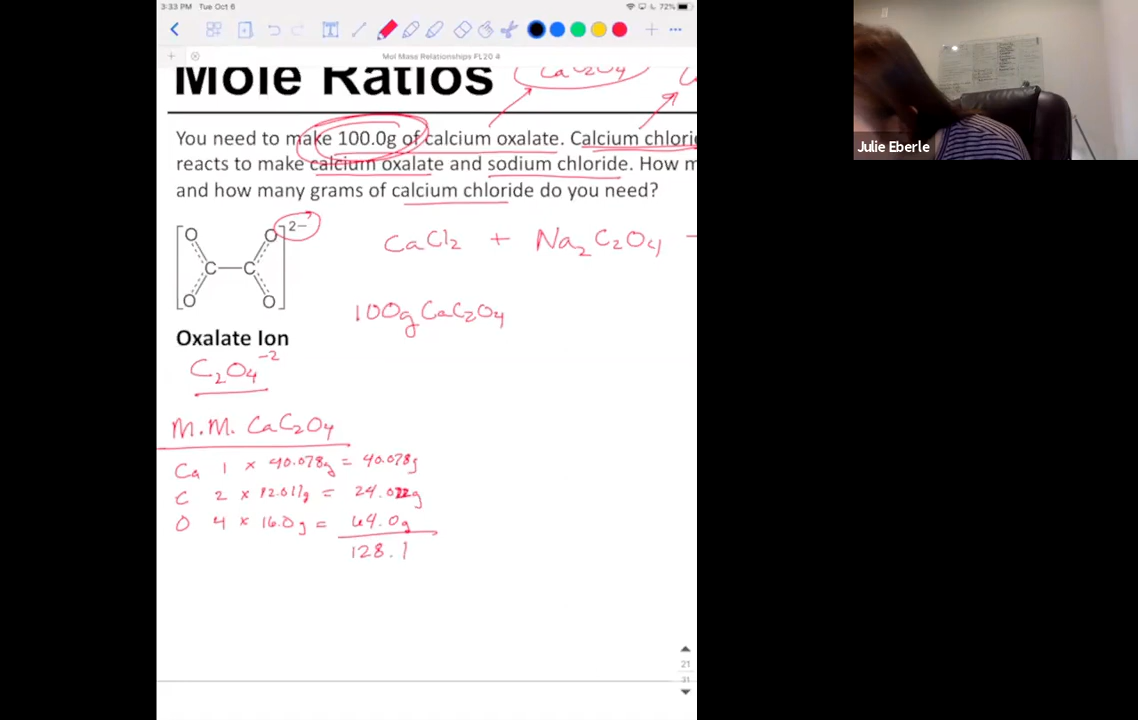 3:33 PM Tue Oct 6
72%
Mol Mass Relationships FL20 4
Mole Ratios
CaC2O4
You need to make 100.0g of calcium oxalate. Calcium chlori
reacts to make calcium oxalate and sodium chloride. How m
and how many grams of calcium chloride do you need?
O O 2-
C C
O O
CaCl2 + Na2C2O4
100g CaC2O4
Oxalate Ion
C2O4-2
M.M. CaC2O4
Ca 1 × 40.078g = 40.078g
C 2 × 12.011g = 24.022g
O 4 × 16.0g = 64.0g
128.1
21
31
Julie Eberle